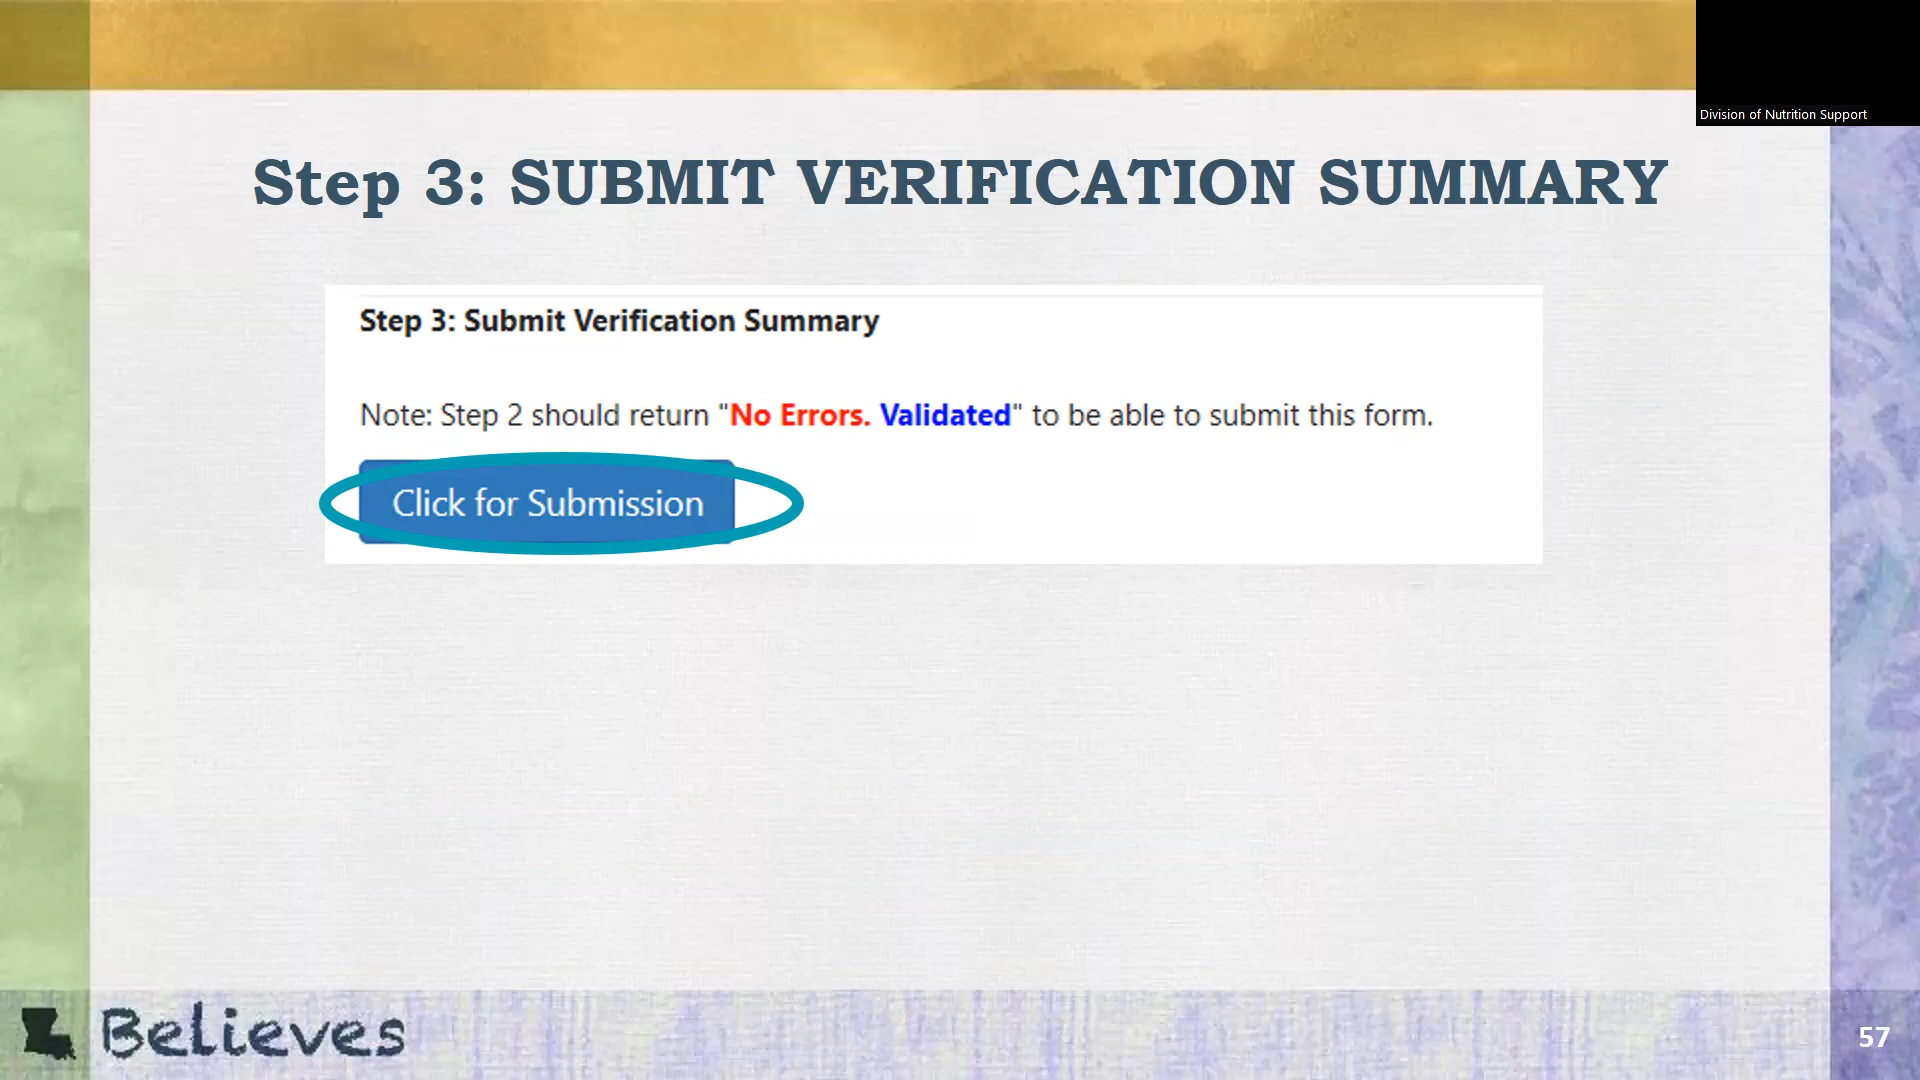 Division of Nutrition Support
Step 3: SUBMIT VERIFICATION SUMMARY
Step 3: Submit Verification Summary
Note: Step 2 should return "No Errors. Validated" to be able to submit this form.
Click for Submission
Believes
57